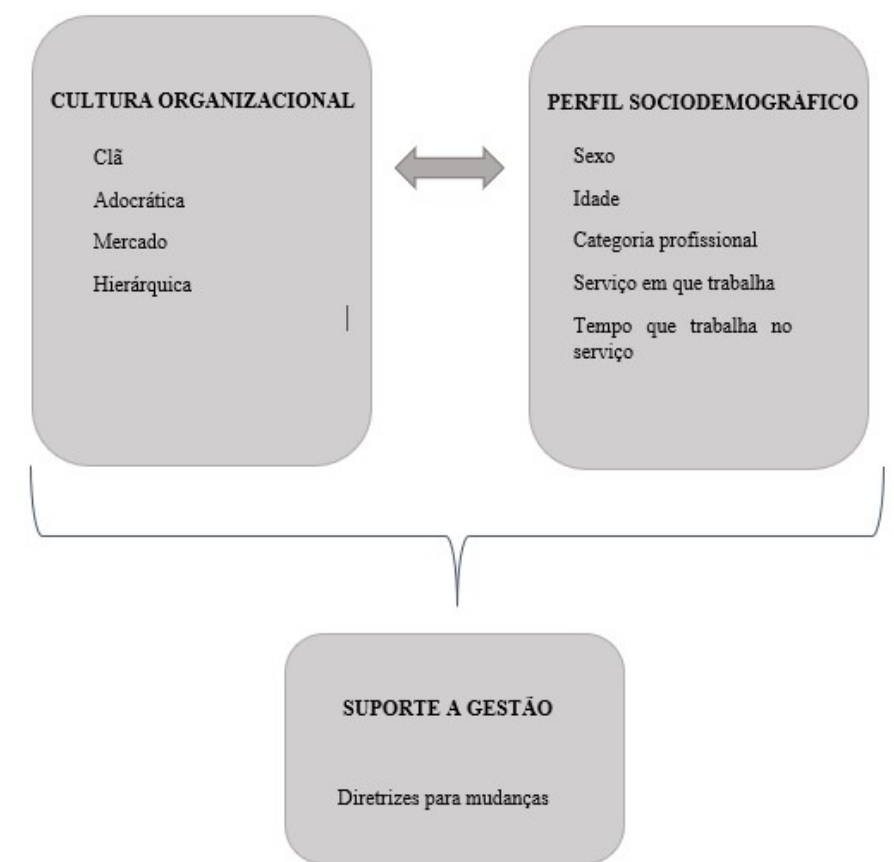 CULTURA ORGANIZACIONAL
Clã
Adocrática
Mercado
Hierárquica
PERFIL SOCIODEMOGRÁFICO
Sexo
Idade
Categoria profissional
Serviço em que trabalha
Tempo que trabalha no
serviço
SUPORTE A GESTÃO
Diretrizes para mudanças